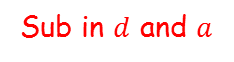 Sub in d and a